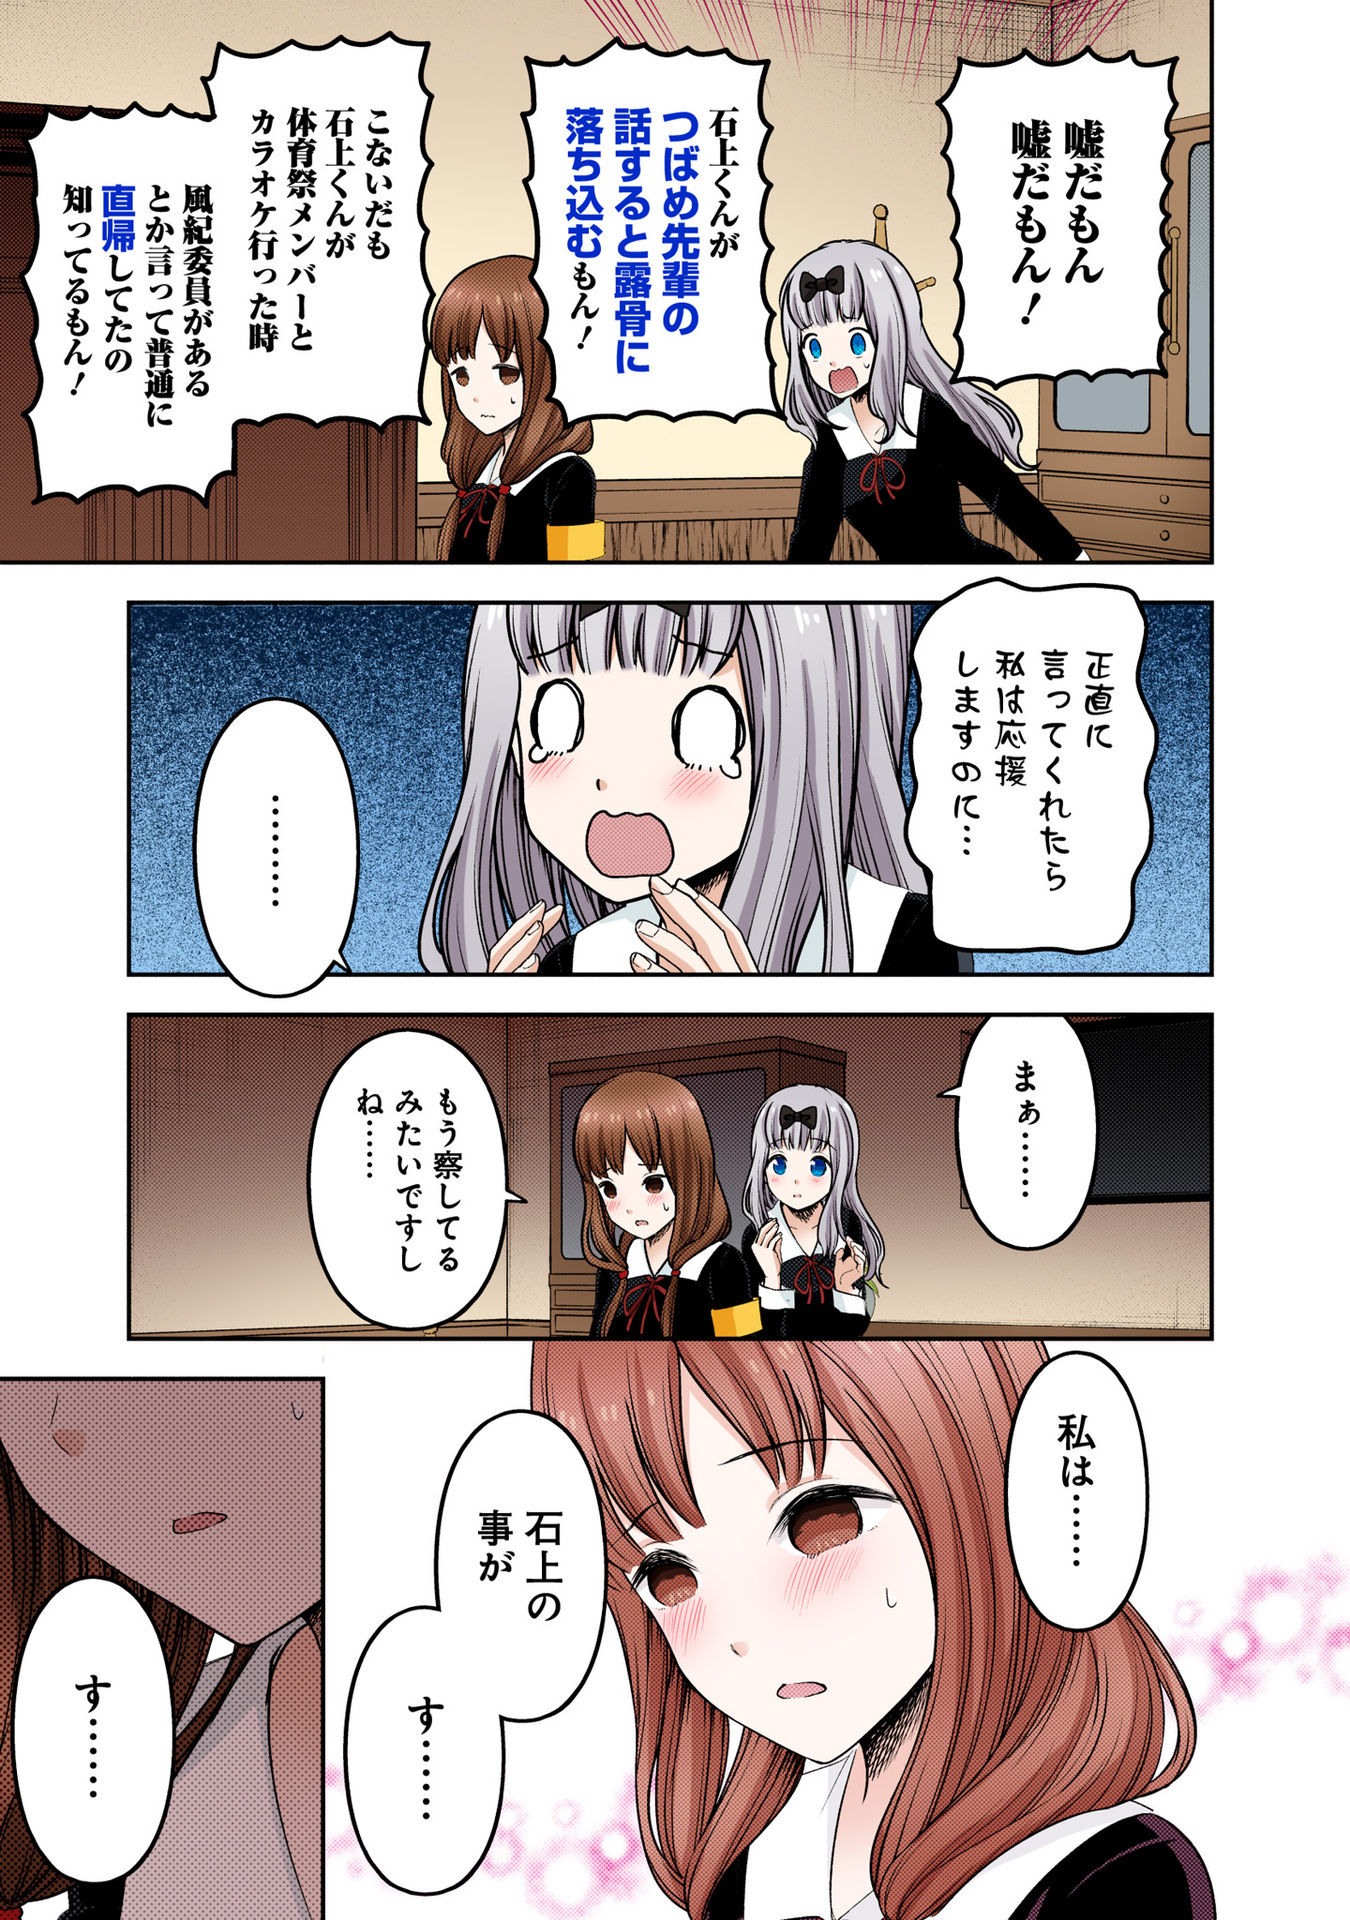 嘘だもん
嘘だもん！
石上くんが
つばめ先輩の
話すると露骨に
落ち込むもん！
こないだも
石上くんが
体育祭メンバーと
カラオケ行った時
風紀委員がある
とか言って普通に
直帰してたの
知ってるもん！
正直に
言ってくれたら
私は応援
しますのに…
………
まぁ……
もう察してる
みたいですし
ね……
私は……
石上の
事が
す……
す……